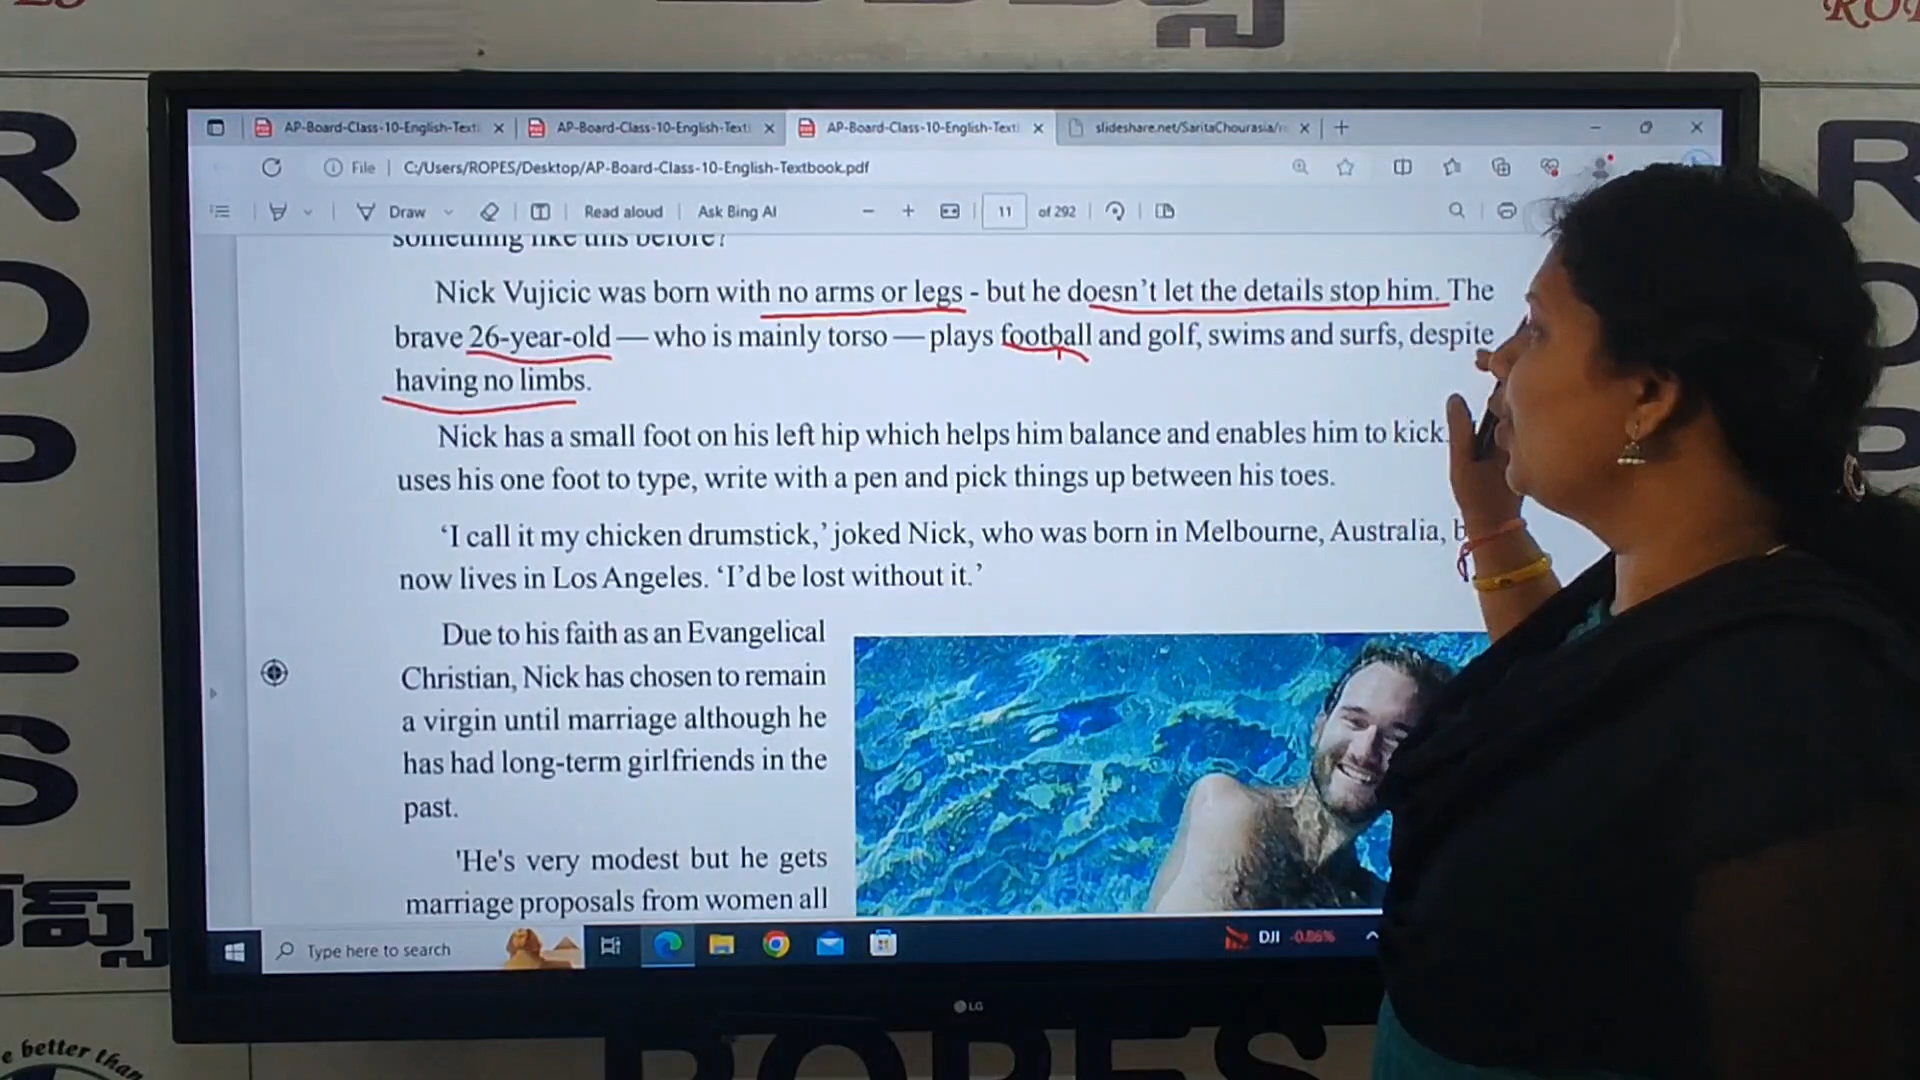 AP-Board-Class-10-English-Text AP-Board-Class-10-English-Text AP-Board-Class-10-English-Text slideshare.net/SaritaChourasia/r
File C:/Users/ROPES/Desktop/AP-Board-Class-10-English-Textbook.pdf
Draw Read aloud Ask Bing AI 11 of 292
something like this before?
Nick Vujicic was born with no arms or legs - but he doesn't let the details stop him. The
brave 26-year-old — who is mainly torso — plays football and golf, swims and surfs, despite
having no limbs.
Nick has a small foot on his left hip which helps him balance and enables him to kick.
uses his one foot to type, write with a pen and pick things up between his toes.
‘I call it my chicken drumstick,’ joked Nick, who was born in Melbourne, Australia, b
now lives in Los Angeles. ‘I’d be lost without it.’
Due to his faith as an Evangelical
Christian, Nick has chosen to remain
a virgin until marriage although he
has had long-term girlfriends in the
past.
'He's very modest but he gets
marriage proposals from women all
Type here to search DJI -0.86%
LG
ROPES
ROPES
e better than